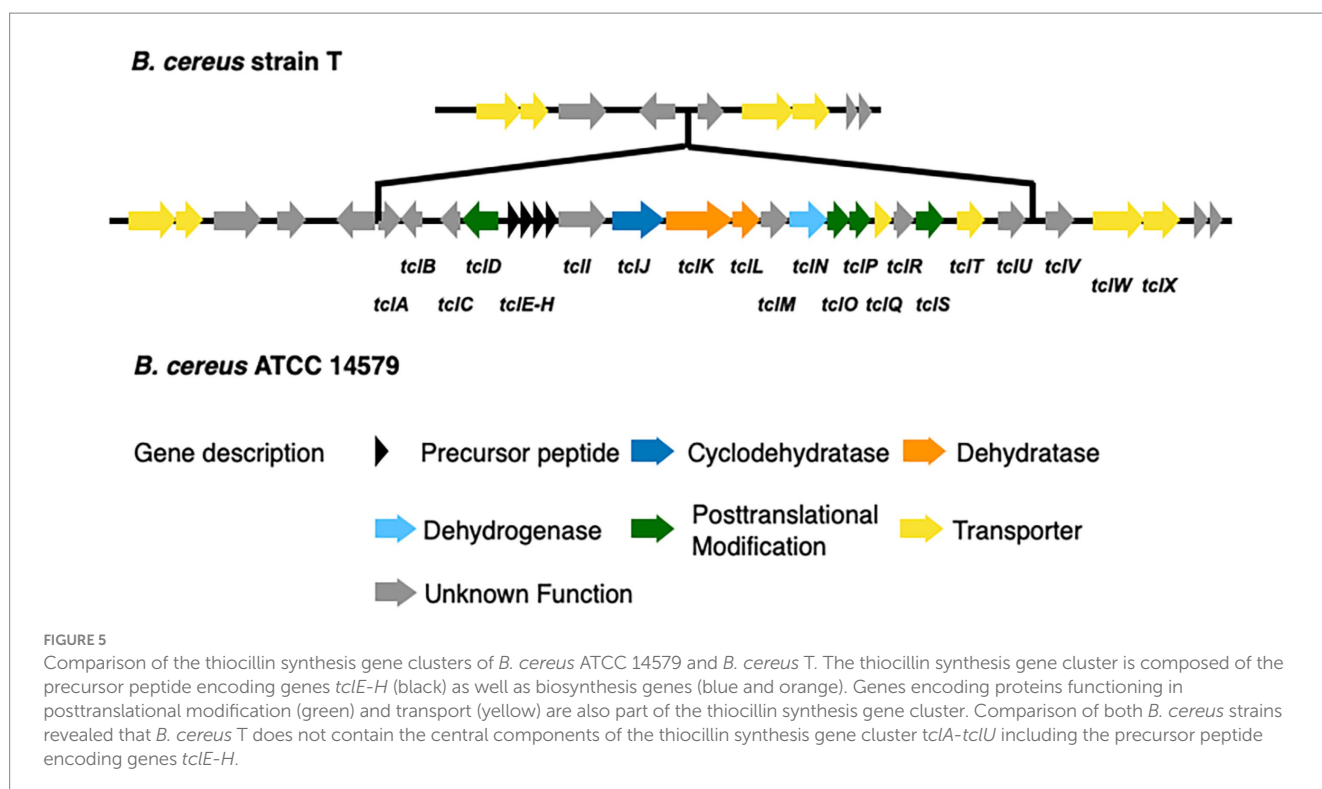 B. cereus strain T
tclB tclD tclI tclJ tclK tclL tclN tclP tclR tclT tclU tclV
tclW tclX
tclA tclC tclE-H tclM tclO tclQ tclS
B. cereus ATCC 14579
Gene description Precursor peptide Cyclodehydratase Dehydratase
Dehydrogenase Posttranslational Modification Transporter
Unknown Function
FIGURE 5
Comparison of the thiocillin synthesis gene clusters of B. cereus ATCC 14579 and B. cereus T. The thiocillin synthesis gene cluster is composed of the
precursor peptide encoding genes tclE-H (black) as well as biosynthesis genes (blue and orange). Genes encoding proteins functioning in
posttranslational modification (green) and transport (yellow) are also part of the thiocillin synthesis gene cluster. Comparison of both B. cereus strains
revealed that B. cereus T does not contain the central components of the thiocillin synthesis gene cluster tclA-tclU including the precursor peptide
encoding genes tclE-H.